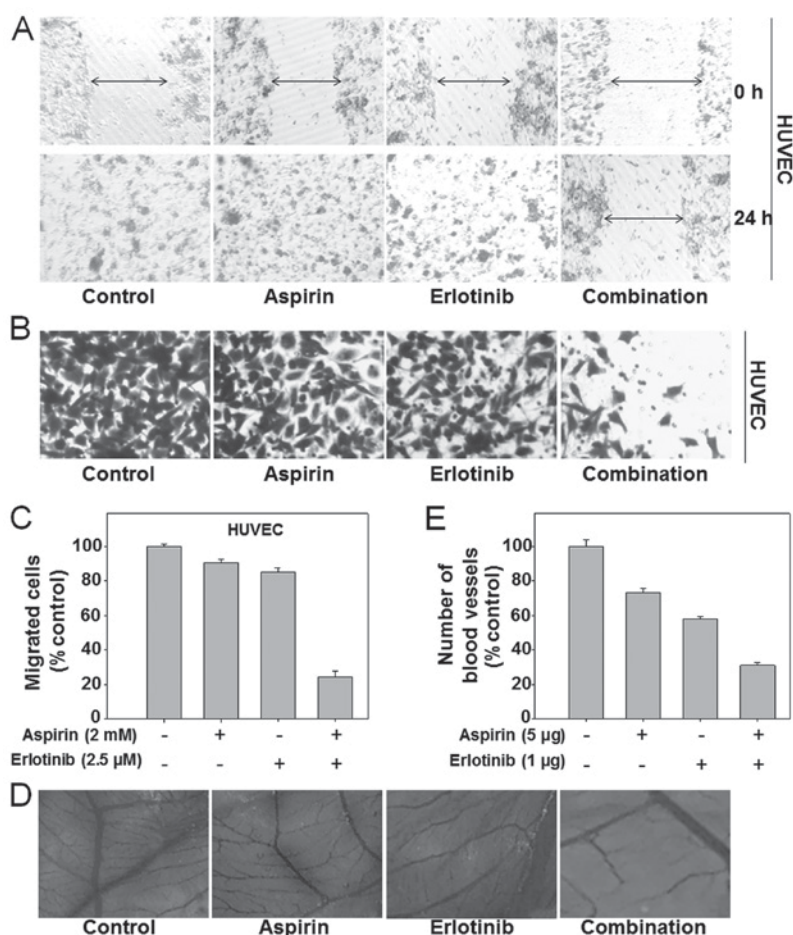 A
0 h
HUVEC
24 h
Control Aspirin Erlotinib Combination
B
HUVEC
Control Aspirin Erlotinib Combination
C
HUVEC
Migrated cells
(% control)
100
80
60
40
20
0
Aspirin (2 mM) - + - +
Erlotinib (2.5 µM) - - + +
E
Number of
blood vessels
(% control)
100
80
60
40
20
0
Aspirin (5 µg) - + - +
Erlotinib (1 µg) - - + +
D
Control Aspirin Erlotinib Combination